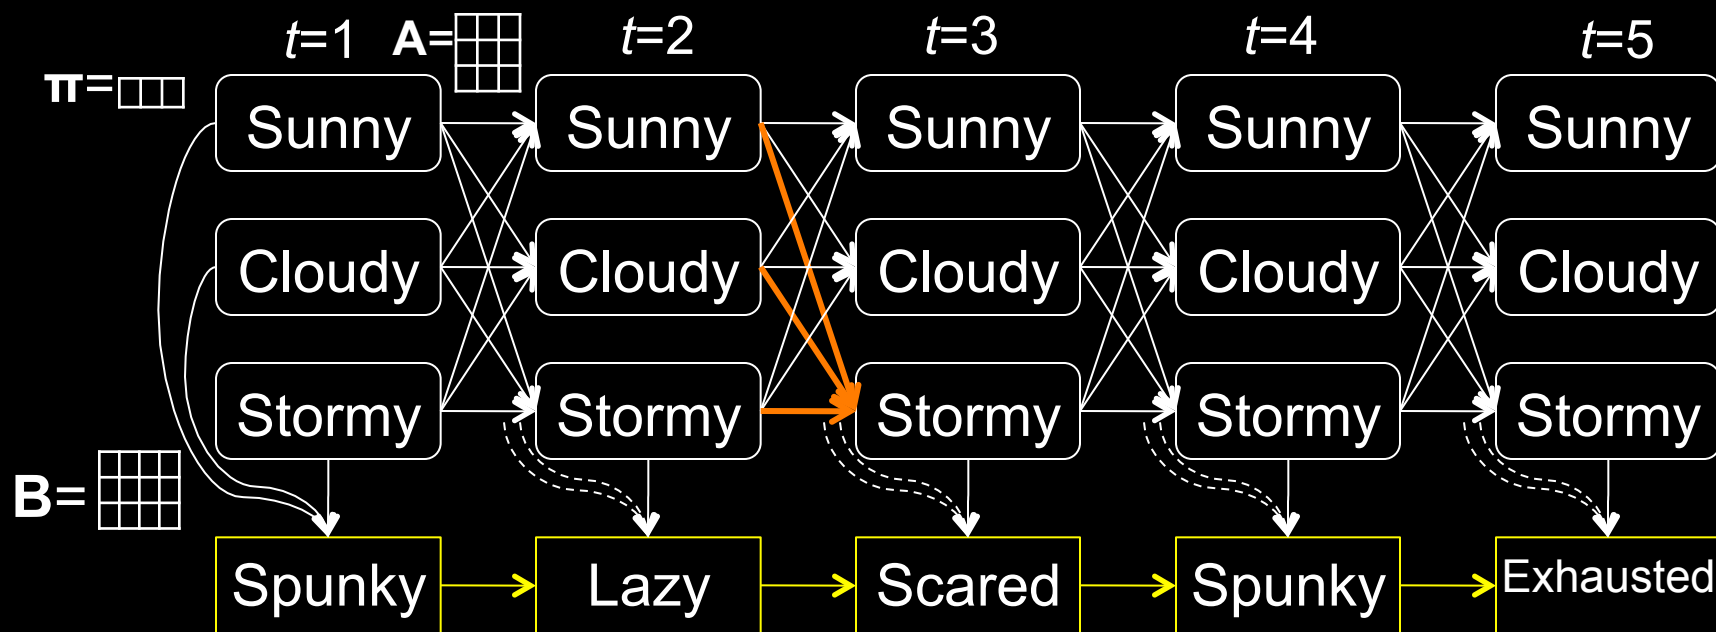 t=1 A= t=2 t=3 t=4 t=5
π=
Sunny Sunny Sunny Sunny Sunny
Cloudy Cloudy Cloudy Cloudy Cloudy
Stormy Stormy Stormy Stormy Stormy
B=
Spunky Lazy Scared Spunky Exhausted